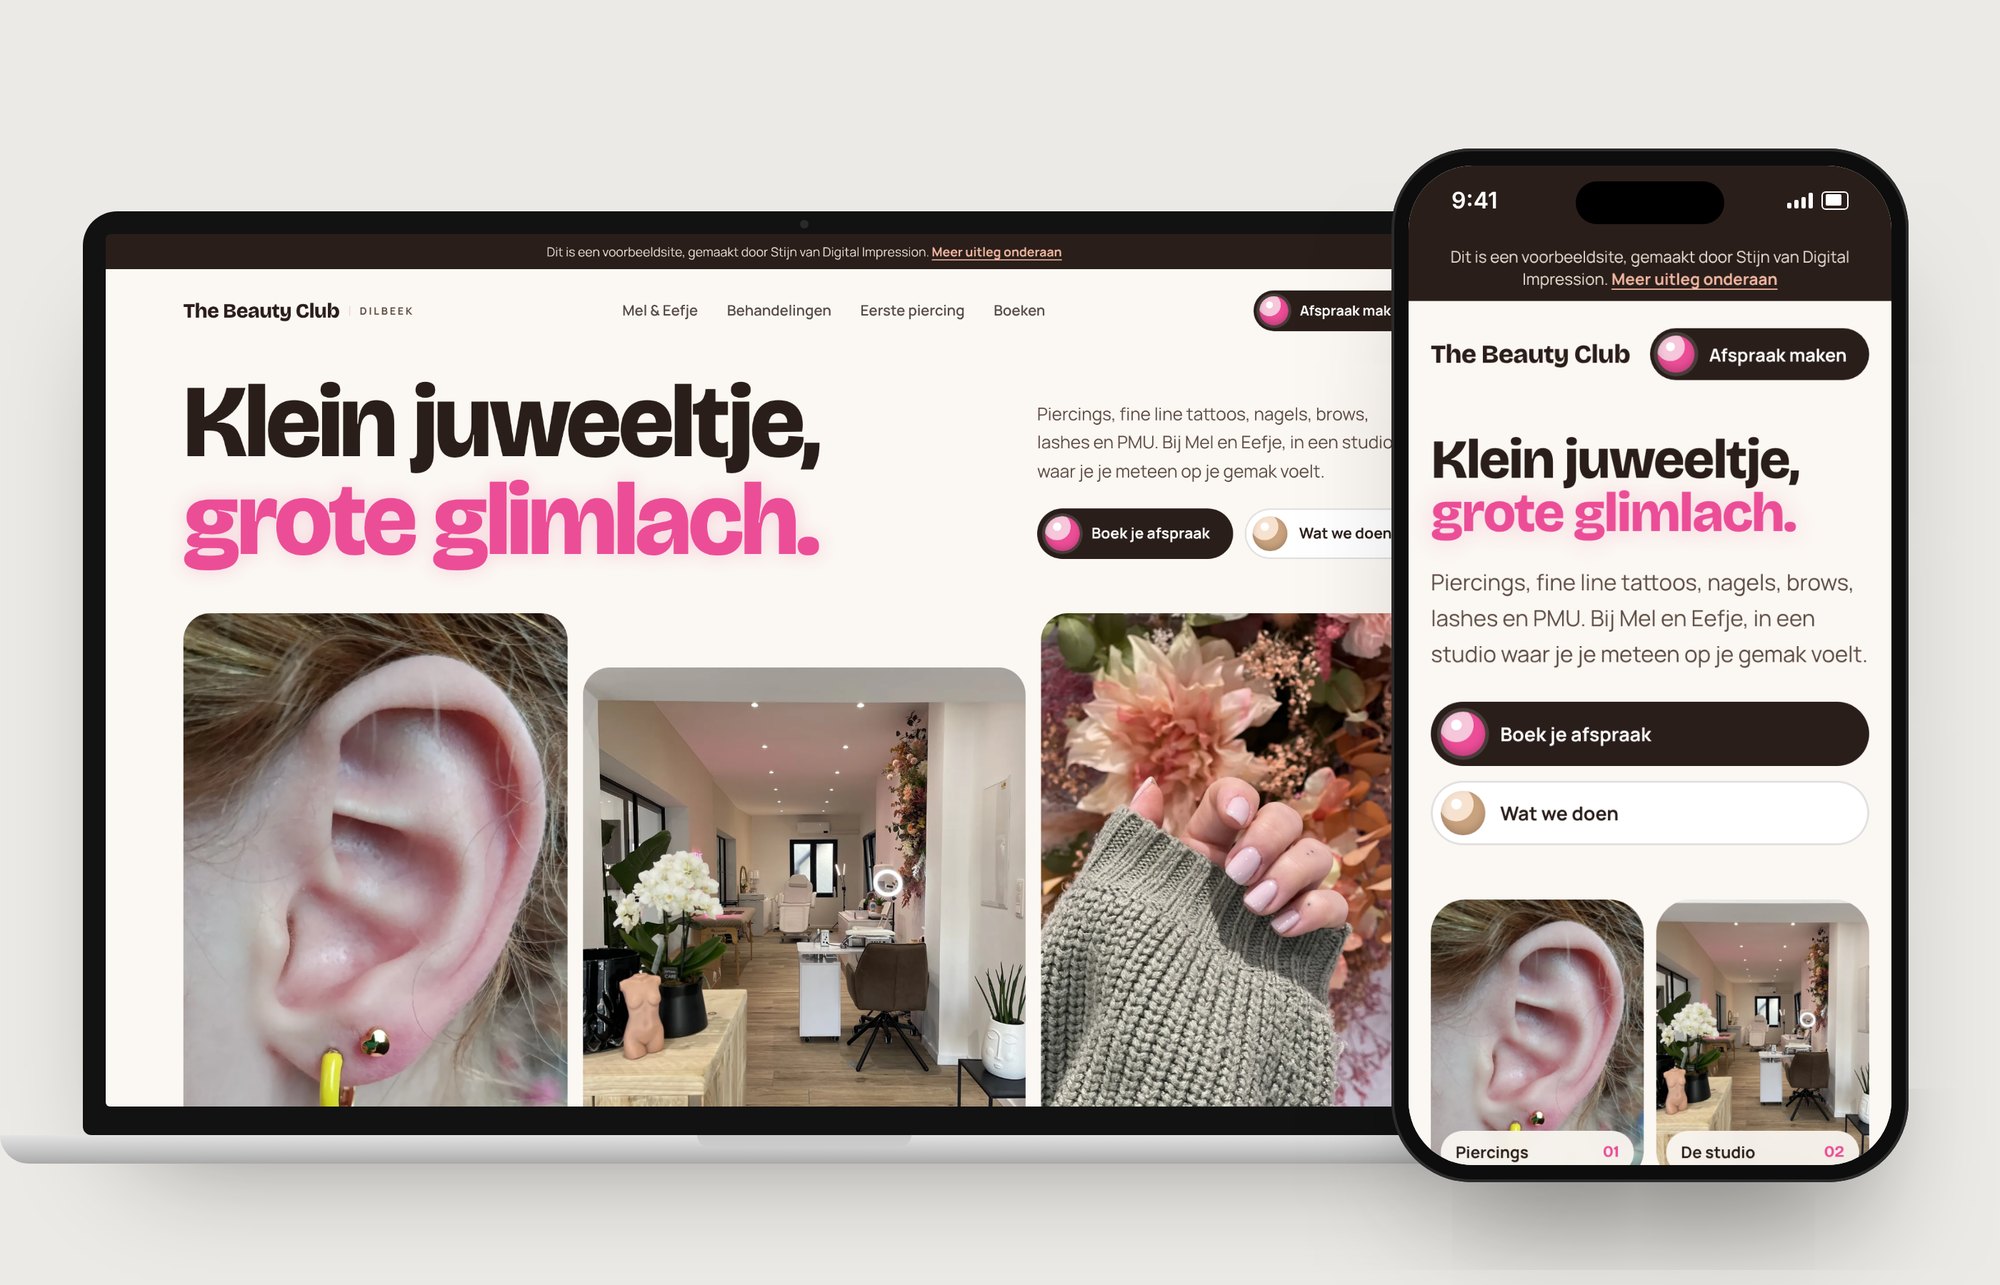 Dit is een voorbeeldsite, gemaakt door Stijn van Digital Impression. Meer uitleg onderaan
The Beauty Club DILBEEK
Mel & Eefje Behandelingen Eerste piercing Boeken
Afspraak mak
Klein juweeltje,
grote glimlach.
Piercings, fine line tattoos, nagels, brows,
lashes en PMU. Bij Mel en Eefje, in een studio
waar je je meteen op je gemak voelt.
Boek je afspraak
Wat we doen
9:41
Dit is een voorbeeldsite, gemaakt door Stijn van Digital
Impression. Meer uitleg onderaan
The Beauty Club
Afspraak maken
Klein juweeltje,
grote glimlach.
Piercings, fine line tattoos, nagels, brows,
lashes en PMU. Bij Mel en Eefje, in een
studio waar je je meteen op je gemak voelt.
Boek je afspraak
Wat we doen
Piercings 01
De studio 02